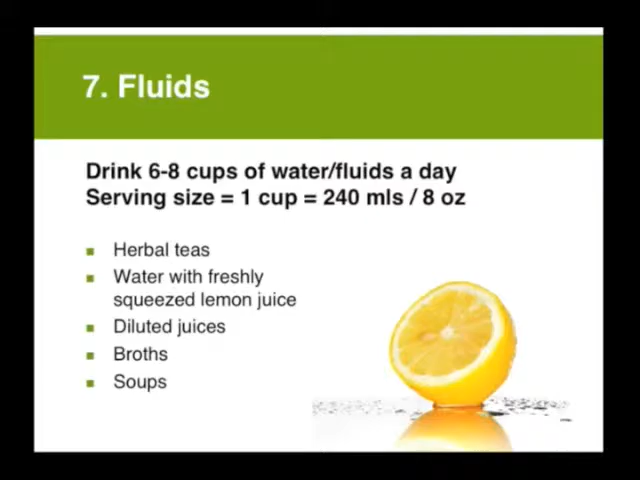 7. Fluids
Drink 6-8 cups of water/fluids a day
Serving size = 1 cup = 240 mls / 8 oz
Herbal teas
Water with freshly
squeezed lemon juice
Diluted juices
Broths
Soups